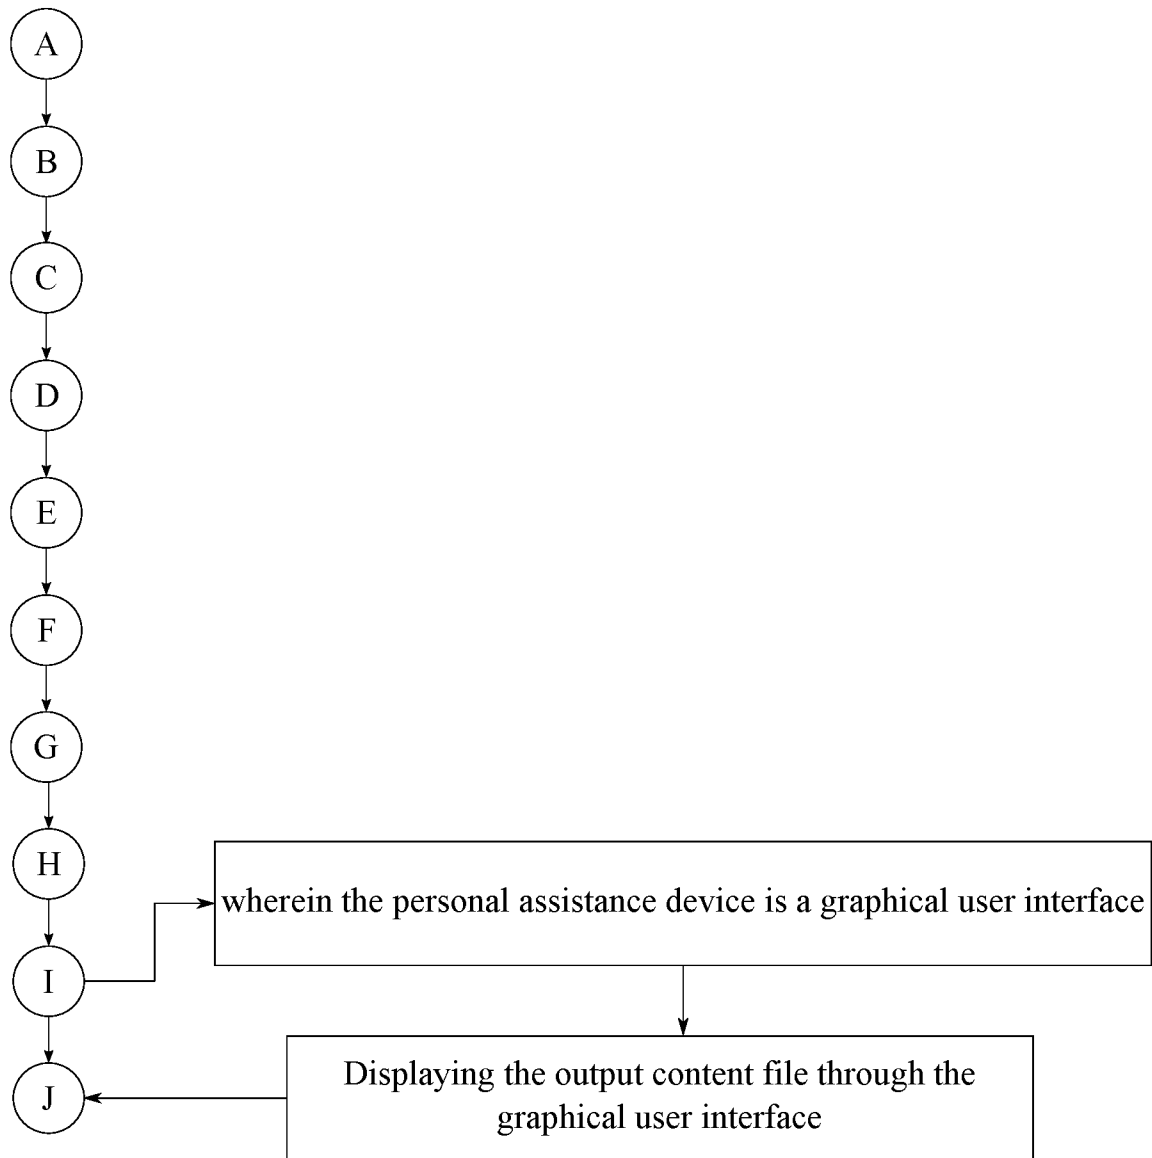 A
B
C
D
E
F
G
H
wherein the personal assistance device is a graphical user interface
I
Displaying the output content file through the
graphical user interface
J